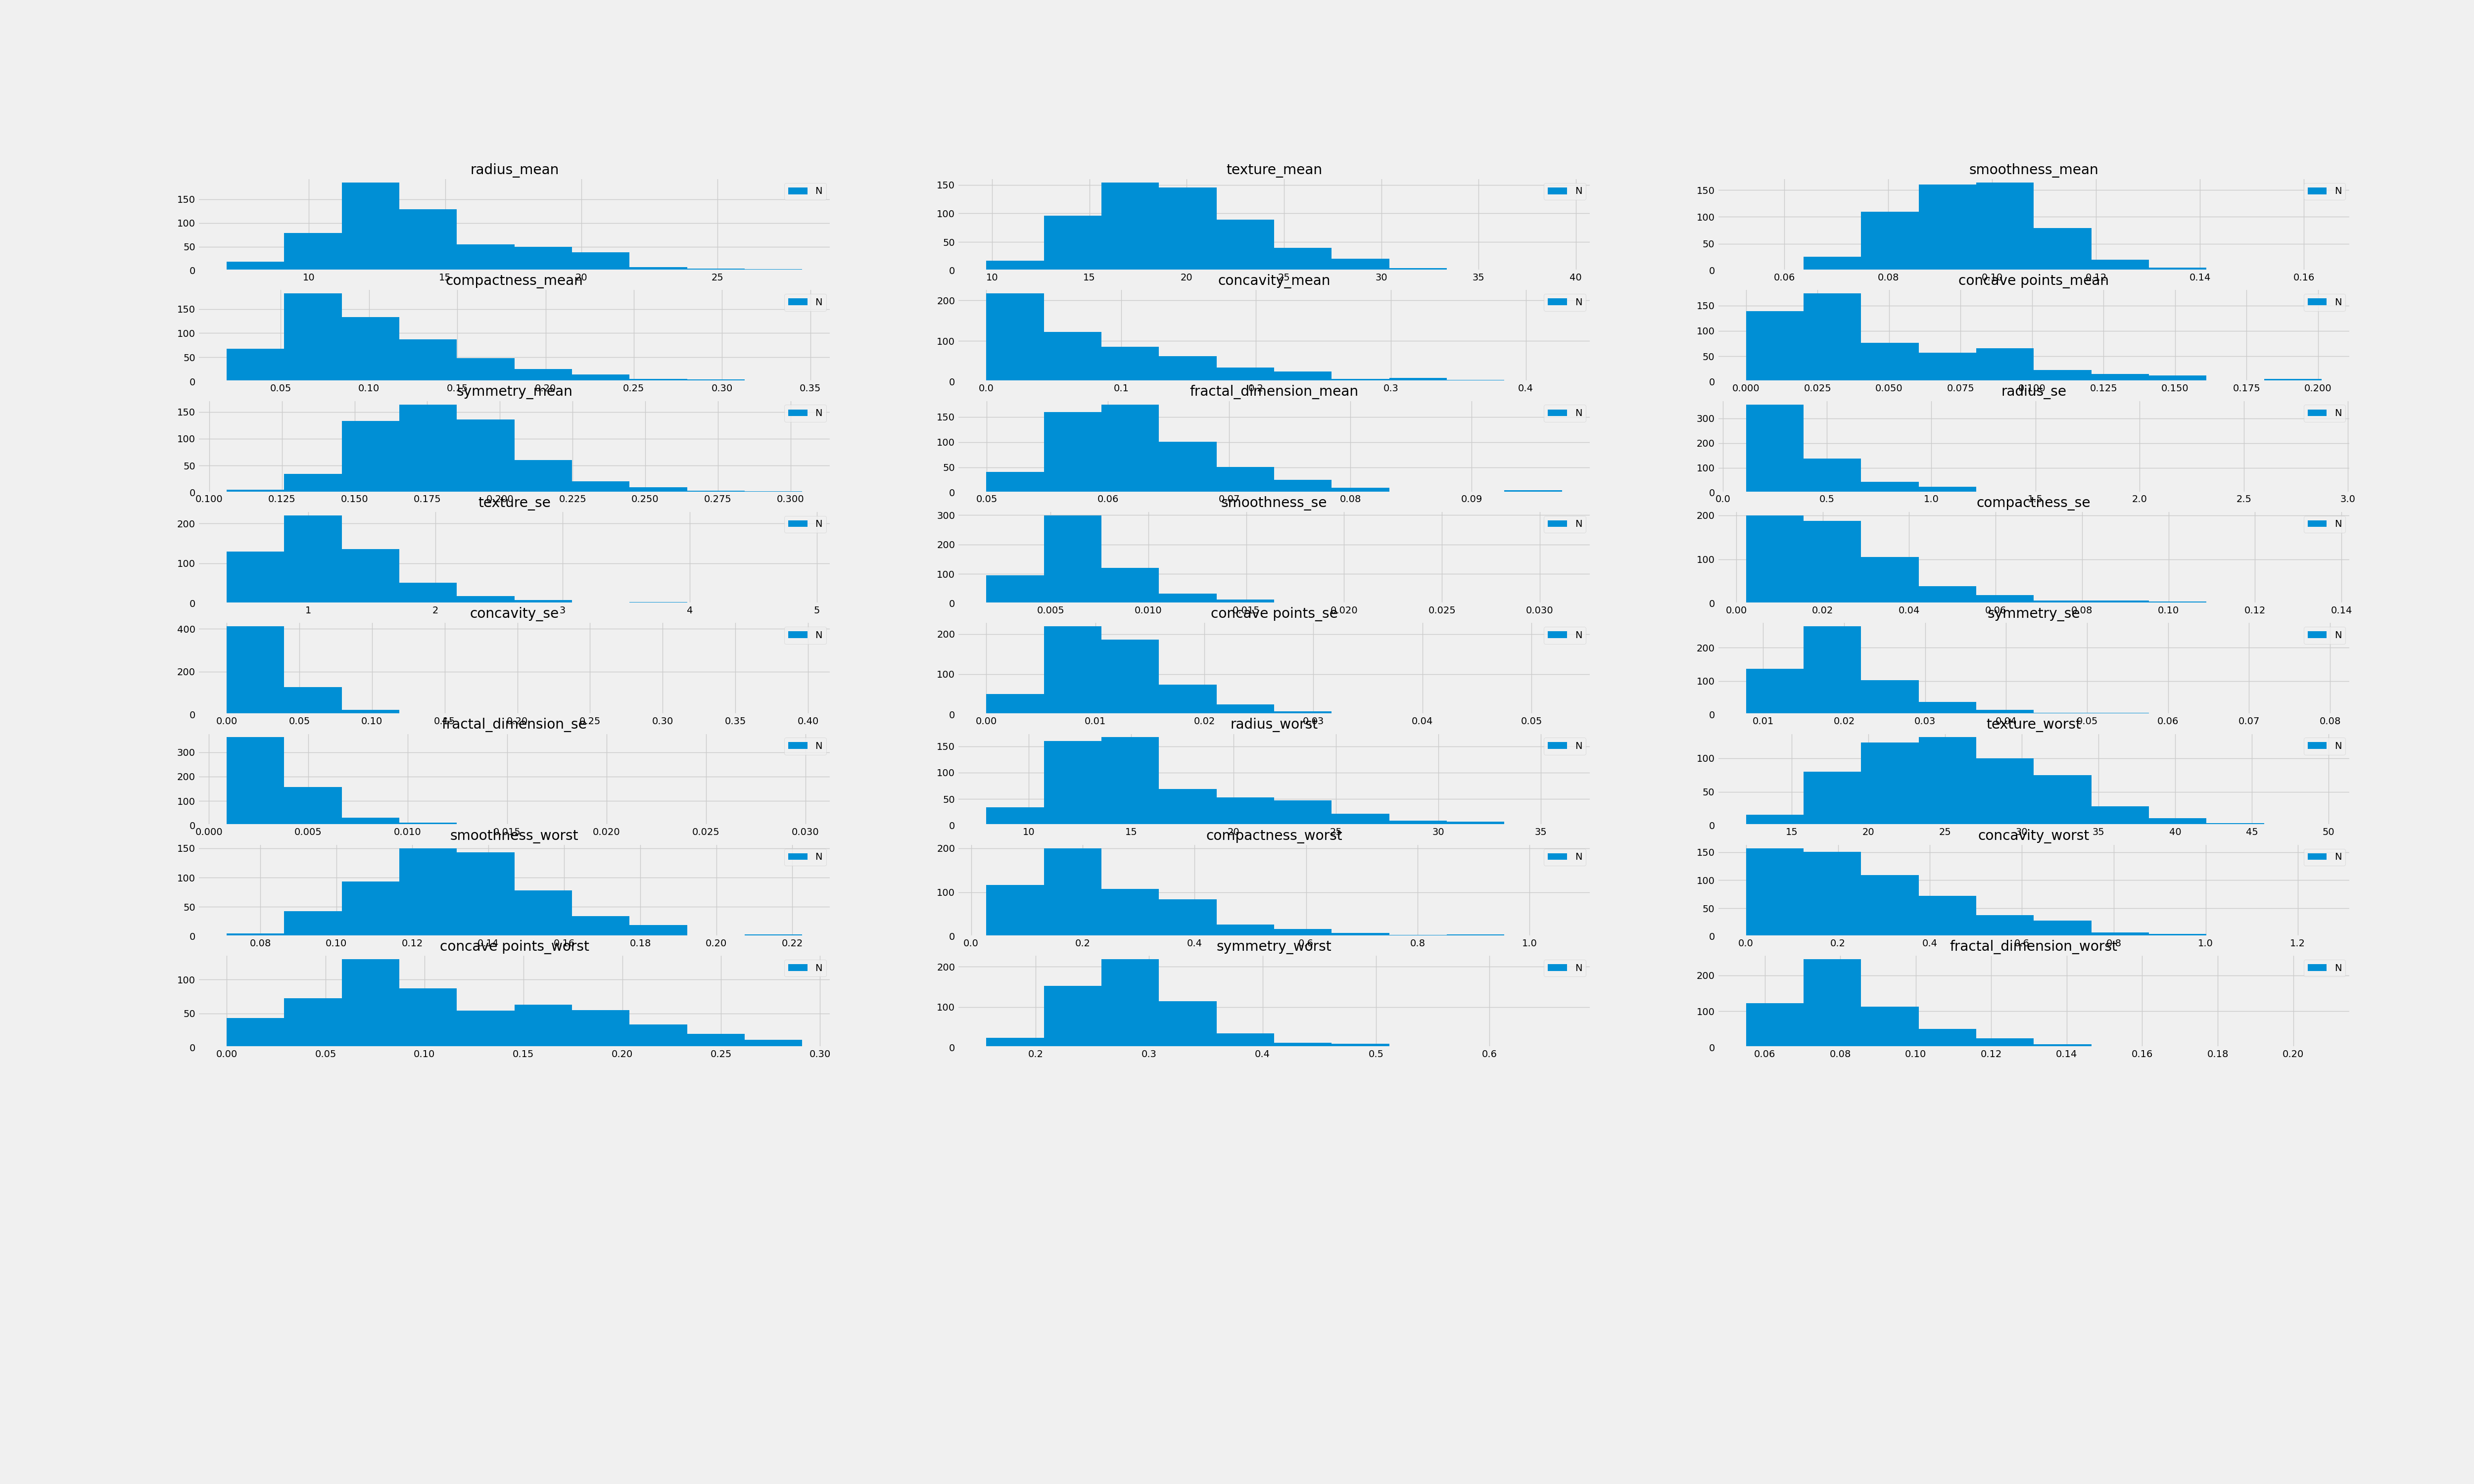 radius_mean texture_mean smoothness_mean
N N N
150 150 150
100 100 100
50 50 50
0 0 0
10 15 20 25 10 15 20 25 30 35 40 0.06 0.08 0.10 0.12 0.14 0.16
compactness_mean concavity_mean concave points_mean
N N N
150 200 150
100 100 100
50 50
0 0 0
0.05 0.10 0.15 0.20 0.25 0.30 0.35 0.0 0.1 0.2 0.3 0.4 0.000 0.025 0.050 0.075 0.100 0.125 0.150 0.175 0.200
symmetry_mean fractal_dimension_mean radius_se
N N N
150 150 300
100 100 200
50 50 100
0 0 0
0.100 0.125 0.150 0.175 0.200 0.225 0.250 0.275 0.300 0.05 0.06 0.07 0.08 0.09 0.0 0.5 1.0 1.5 2.0 2.5 3.0
texture_se smoothness_se compactness_se
N N N
200 300 200
100 200 100
100
0 0 0
1 2 3 4 5 0.005 0.010 0.015 0.020 0.025 0.030 0.00 0.02 0.04 0.06 0.08 0.10 0.12 0.14
concavity_se concave points_se symmetry_se
N N N
400 200 200
200 100 100
0 0 0
0.00 0.05 0.10 0.15 0.20 0.25 0.30 0.35 0.40 0.00 0.01 0.02 0.03 0.04 0.05 0.01 0.02 0.03 0.04 0.05 0.06 0.07 0.08
fractal_dimension_se radius_worst texture_worst
N N N
300 150 100
200 100 50
100 50
0 0 0
0.000 0.005 0.010 0.015 0.020 0.025 0.030 10 15 20 25 30 35 15 20 25 30 35 40 45 50
smoothness_worst compactness_worst concavity_worst
N N N
150 200 150
100 100 100
50 50
0 0 0
0.08 0.10 0.12 0.14 0.16 0.18 0.20 0.22 0.0 0.2 0.4 0.6 0.8 1.0 0.0 0.2 0.4 0.6 0.8 1.0 1.2
concave points_worst symmetry_worst fractal_dimension_worst
N N N
100 200 200
50 100 100
0 0 0
0.00 0.05 0.10 0.15 0.20 0.25 0.30 0.2 0.3 0.4 0.5 0.6 0.06 0.08 0.10 0.12 0.14 0.16 0.18 0.20